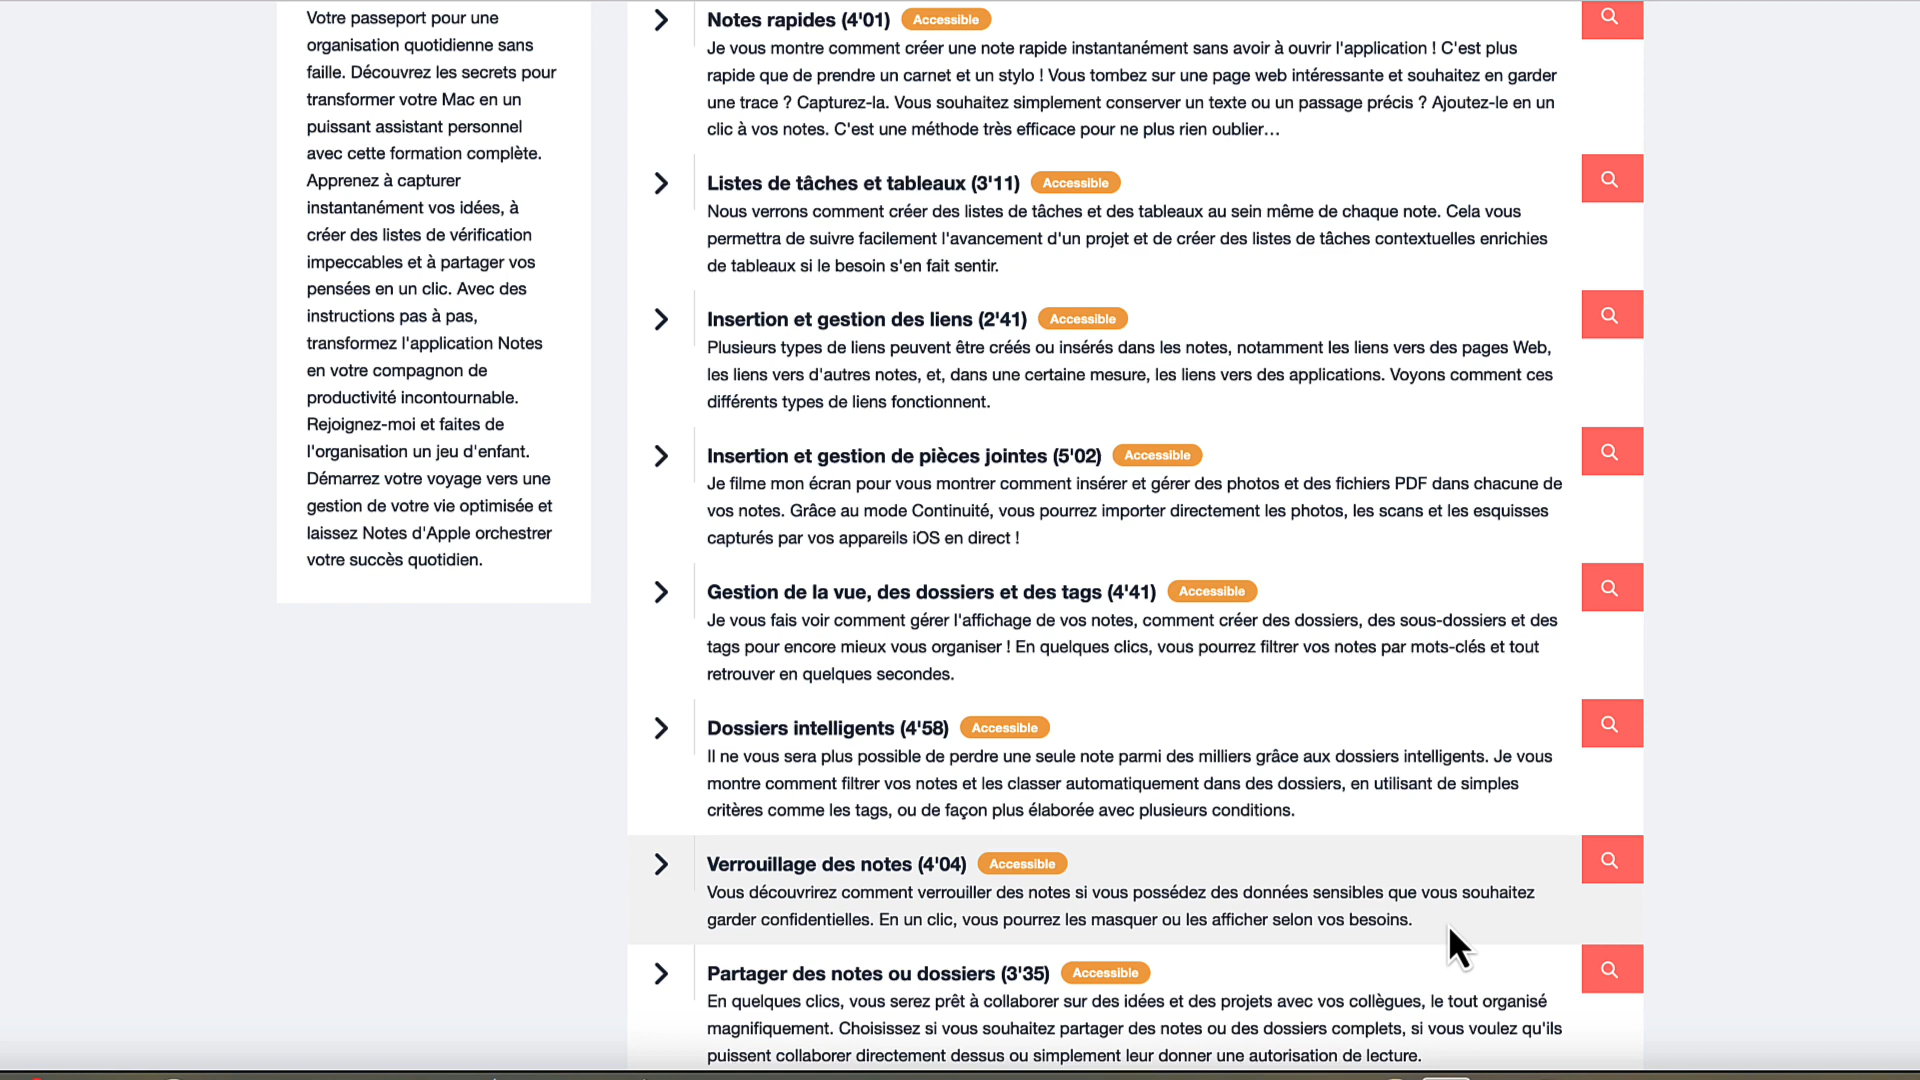 Votre passeport pour une
organisation quotidienne sans
faille. Découvrez les secrets pour
transformer votre Mac en un
puissant assistant personnel
avec cette formation complète.
Apprenez à capturer
instantanément vos idées, à
créer des listes de vérification
impeccables et à partager vos
pensées en un clic. Avec des
instructions pas à pas,
transformez l'application Notes
en votre compagnon de
productivité incontournable.
Rejoignez-moi et faites de
l'organisation un jeu d'enfant.
Démarrez votre voyage vers une
gestion de votre vie optimisée et
laissez Notes d'Apple orchestrer
votre succès quotidien.
Notes rapides (4'01) Accessible
Je vous montre comment créer une note rapide instantanément sans avoir à ouvrir l'application ! C'est plus
rapide que de prendre un carnet et un stylo ! Vous tombez sur une page web intéressante et souhaitez en garder
une trace ? Capturez-la. Vous souhaitez simplement conserver un texte ou un passage précis ? Ajoutez-le en un
clic à vos notes. C'est une méthode très efficace pour ne plus rien oublier…
Listes de tâches et tableaux (3'11) Accessible
Nous verrons comment créer des listes de tâches et des tableaux au sein même de chaque note. Cela vous
permettra de suivre facilement l'avancement d'un projet et de créer des listes de tâches contextuelles enrichies
de tableaux si le besoin s'en fait sentir.
Insertion et gestion des liens (2'41) Accessible
Plusieurs types de liens peuvent être créés ou insérés dans les notes, notamment les liens vers des pages Web,
les liens vers d'autres notes, et, dans une certaine mesure, les liens vers des applications. Voyons comment ces
différents types de liens fonctionnent.
Insertion et gestion de pièces jointes (5'02) Accessible
Je filme mon écran pour vous montrer comment insérer et gérer des photos et des fichiers PDF dans chacune de
vos notes. Grâce au mode Continuité, vous pourrez importer directement les photos, les scans et les esquisses
capturés par vos appareils iOS en direct !
Gestion de la vue, des dossiers et des tags (4'41) Accessible
Je vous fais voir comment gérer l'affichage de vos notes, comment créer des dossiers, des sous-dossiers et des
tags pour encore mieux vous organiser ! En quelques clics, vous pourrez filtrer vos notes par mots-clés et tout
retrouver en quelques secondes.
Dossiers intelligents (4'58) Accessible
Il ne vous sera plus possible de perdre une seule note parmi des milliers grâce aux dossiers intelligents. Je vous
montre comment filtrer vos notes et les classer automatiquement dans des dossiers, en utilisant de simples
critères comme les tags, ou de façon plus élaborée avec plusieurs conditions.
Verrouillage des notes (4'04) Accessible
Vous découvrirez comment verrouiller des notes si vous possédez des données sensibles que vous souhaitez
garder confidentielles. En un clic, vous pourrez les masquer ou les afficher selon vos besoins.
Partager des notes ou dossiers (3'35) Accessible
En quelques clics, vous serez prêt à collaborer sur des idées et des projets avec vos collègues, le tout organisé
magnifiquement. Choisissez si vous souhaitez partager des notes ou des dossiers complets, si vous voulez qu'ils
puissent collaborer directement dessus ou simplement leur donner une autorisation de lecture.